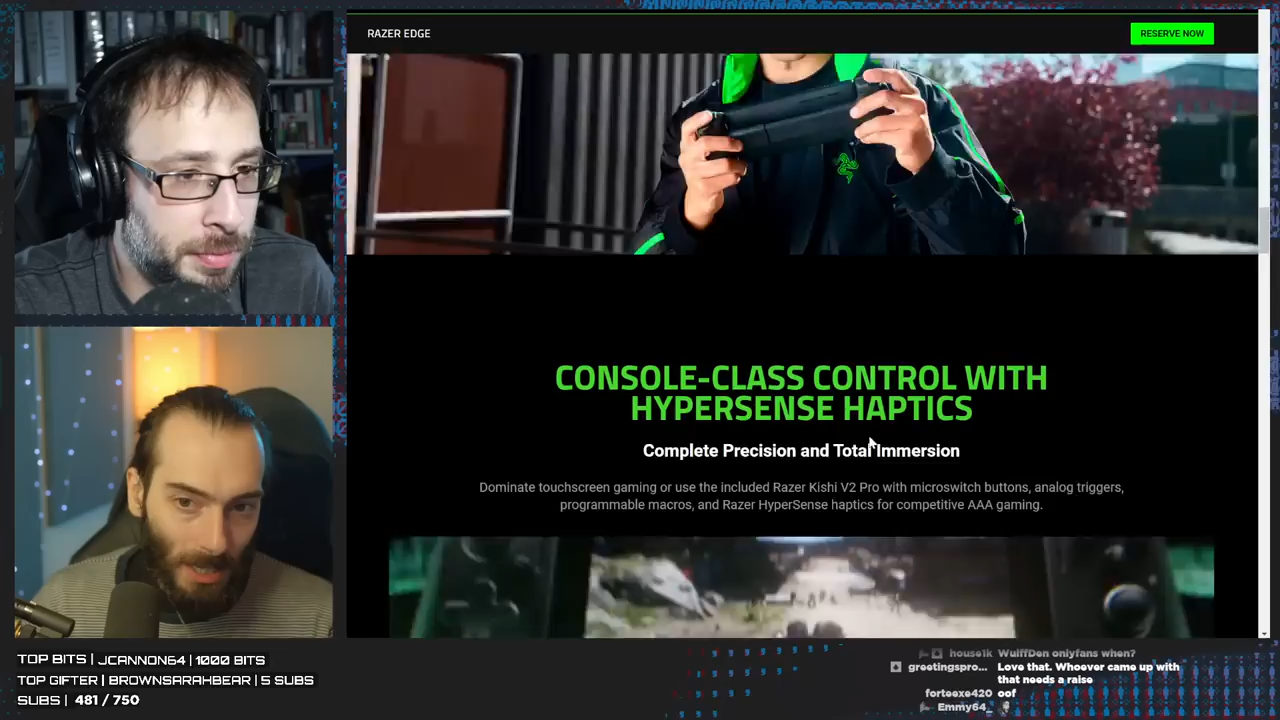 RAZER EDGE
RESERVE NOW
CONSOLE-CLASS CONTROL WITH
HYPERSENSE HAPTICS
Complete Precision and Total Immersion
Dominate touchscreen gaming or use the included Razer Kishi V2 Pro with microswitch buttons, analog triggers,
programmable macros, and Razer HyperSense haptics for competitive AAA gaming.
TOP BITS | JCANNON64 | 1000 BITS
TOP GIFTER | BROWNSARAHBEAR | 5 SUBS
SUBS | 481 / 750
house1k WulffDen onlyfans when?
greetingspro... Love that. Whoever came up with
that needs a raise
forteexe420 oof
Emmy64_